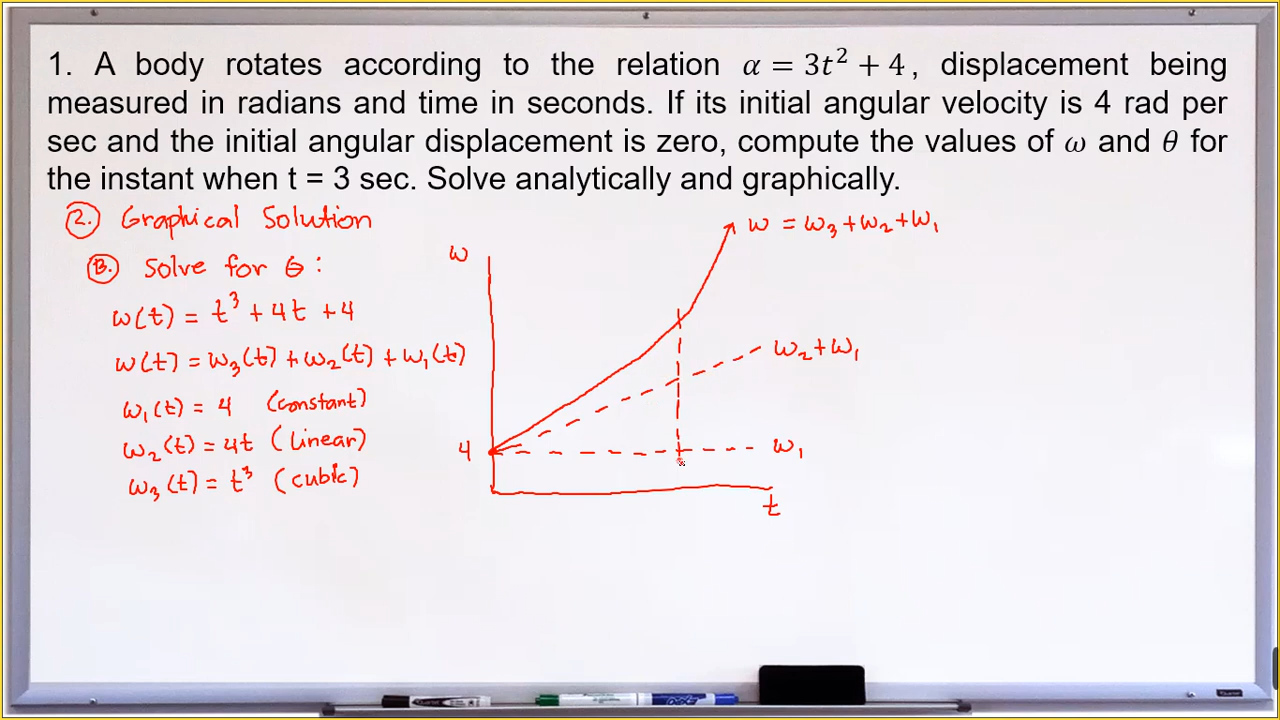 1. A body rotates according to the relation α = 3t² + 4, displacement being
measured in radians and time in seconds. If its initial angular velocity is 4 rad per
sec and the initial angular displacement is zero, compute the values of ω and θ for
the instant when t = 3 sec. Solve analytically and graphically.
2. Graphical Solution
B. Solve for θ:
ω(t) = t³ + 4t + 4
ω(t) = ω₃(t) + ω₂(t) + ω₁(t)
ω₁(t) = 4 (constant)
ω₂(t) = 4t (linear)
ω₃(t) = t³ (cubic)
ω
ω = ω₃+ω₂+ω₁
ω₂+ω₁
4
ω₁
t